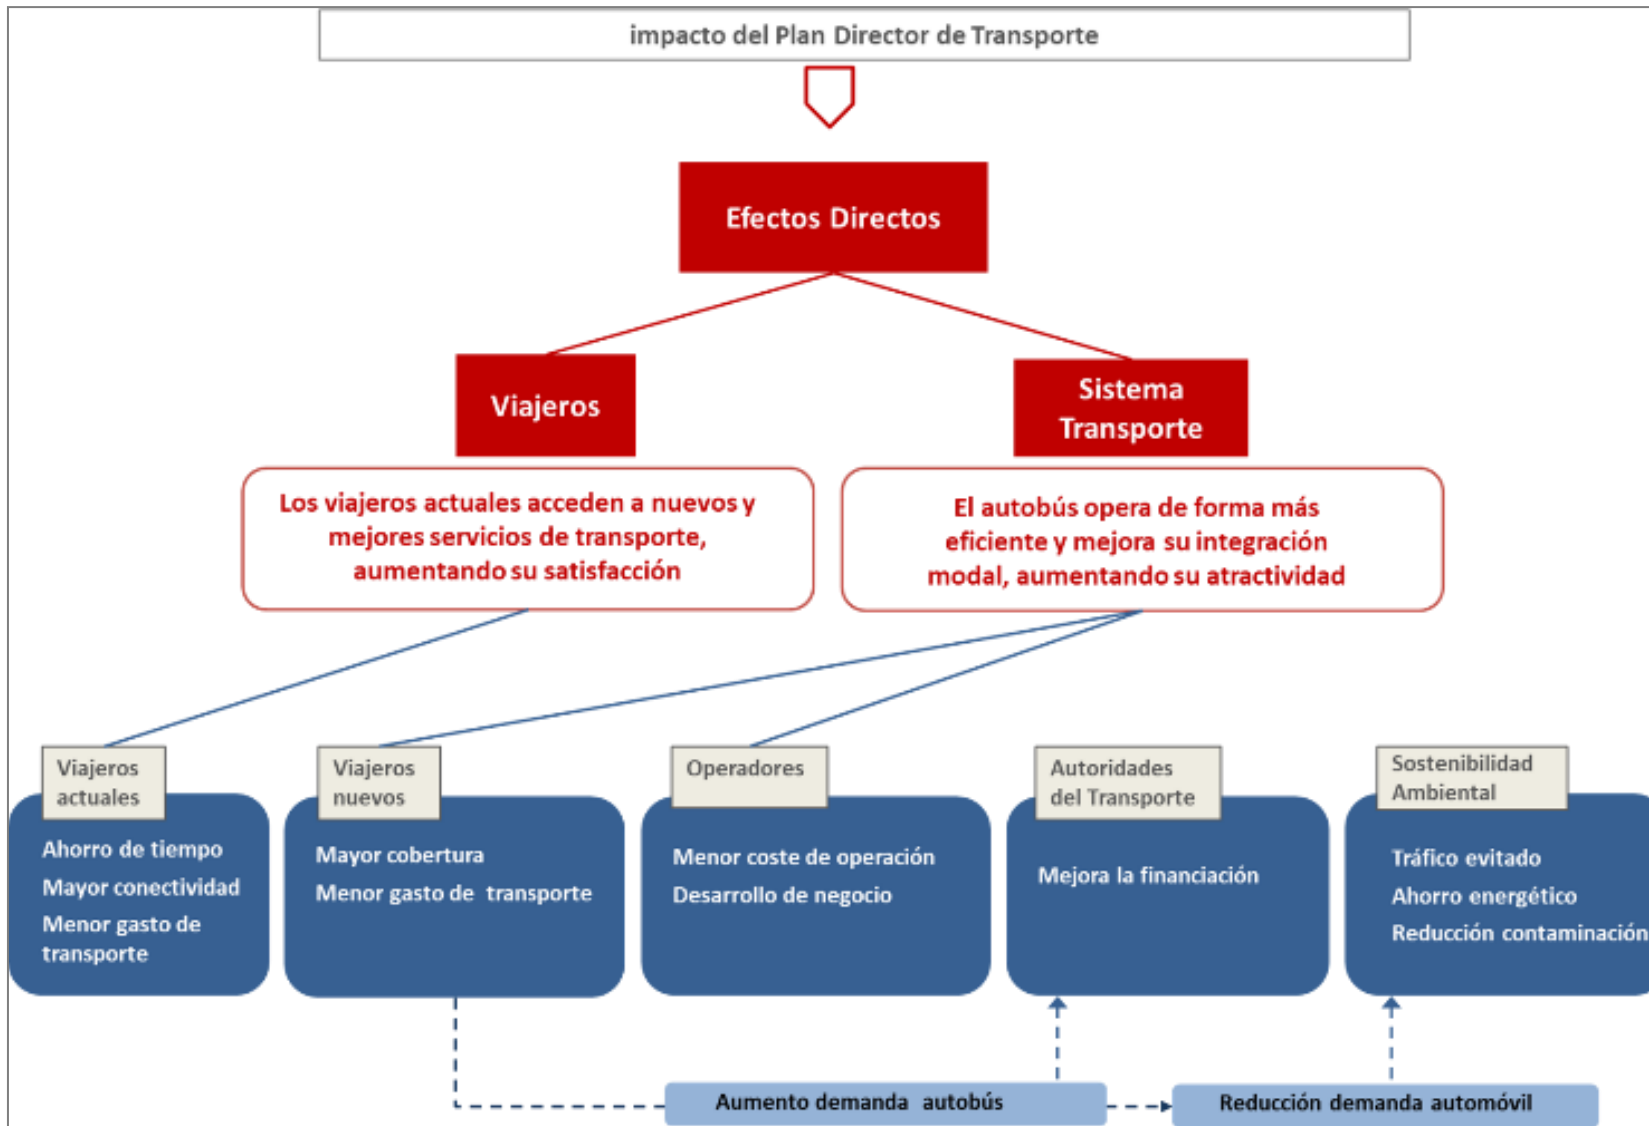 impacto del Plan Director de Transporte
Efectos Directos
Viajeros
Sistema
Transporte
Los viajeros actuales acceden a nuevos y
mejores servicios de transporte,
aumentando su satisfacción
El autobús opera de forma más
eficiente y mejora su integración
modal, aumentando su atractividad
Viajeros
actuales
Ahorro de tiempo
Mayor conectividad
Menor gasto de
transporte
Viajeros
nuevos
Mayor cobertura
Menor gasto de transporte
Operadores
Menor coste de operación
Desarrollo de negocio
Autoridades
del Transporte
Mejora la financiación
Sostenibilidad
Ambiental
Tráfico evitado
Ahorro energético
Reducción contaminación
Aumento demanda autobús
Reducción demanda automóvil